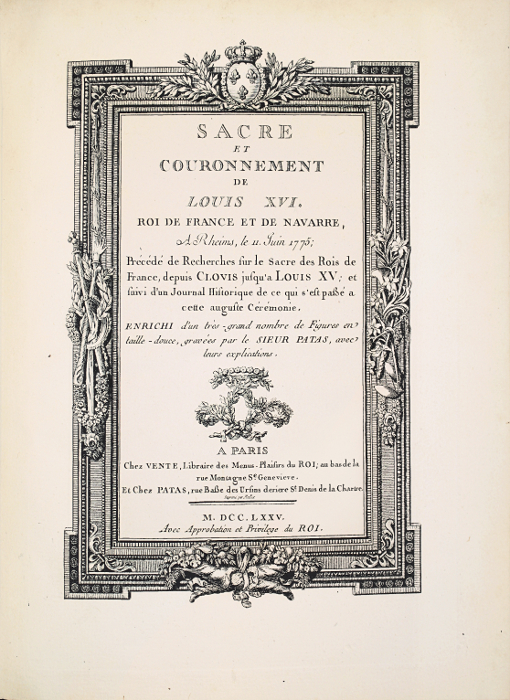 SACRE
ET
COURONNEMENT
DE
LOUIS XVI.
ROI DE FRANCE ET DE NAVARRE,
A Rheims, le 11. Juin 1775;
Précédé de Recherches ſur le Sacre des Rois de
France, depuis CLOVIS juſqu'a LOUIS XV; et
ſuivi d'un Journal Hiſtorique de ce qui s'eſt paßé a
cette auguſte Cérémonie.
ENRICHI d'un très-grand nombre de Figures en
taille-douce, gravées par le SIEUR PATAS, avec
leurs explications.
A PARIS
Chez VENTE, Libraire des Menus-Plaiſirs du ROI; au bas de la
rue Montagne Ste Genevieve.
Et Chez PATAS, rue Baße des Urſins deriere St Denis de la Chartre.
M. DCC. LXXV.
Avec Approbation et Privilege du ROI.